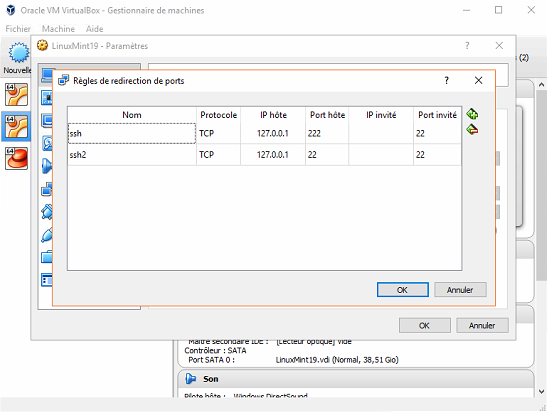 Oracle VM VirtualBox - Gestionnaire de machines
Fichier Machine Aide
Nouvelle
s (2)
LinuxMint19 - Paramètres
?
Règles de redirection de ports
?
Nom Protocole IP hôte Port hôte IP invité Port invité
ssh TCP 127.0.0.1 222 22
ssh2 TCP 127.0.0.1 22 22
OK Annuler
OK Annuler
Maître secondaire IDE : [Lecteur optique] Vide
Contrôleur : SATA
Port SATA 0 : LinuxMint19.vdi (Normal, 38,51 Gio)
Son
Pilote hôte : Windows DirectSound
64
64
64